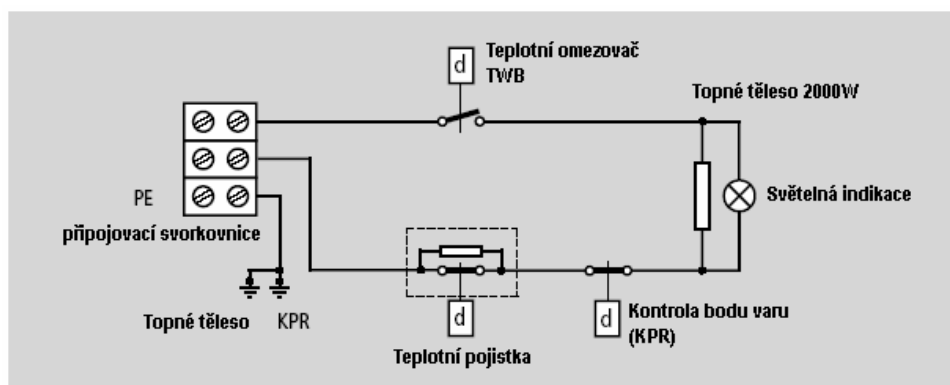 Teplotní omezovač
TWB
d
Topné těleso 2000W
PE
připojovací svorkovnice
Světelná indikace
Topné těleso
KPR
d
Teplotní pojistka
d
Kontrola bodu varu
(KPR)